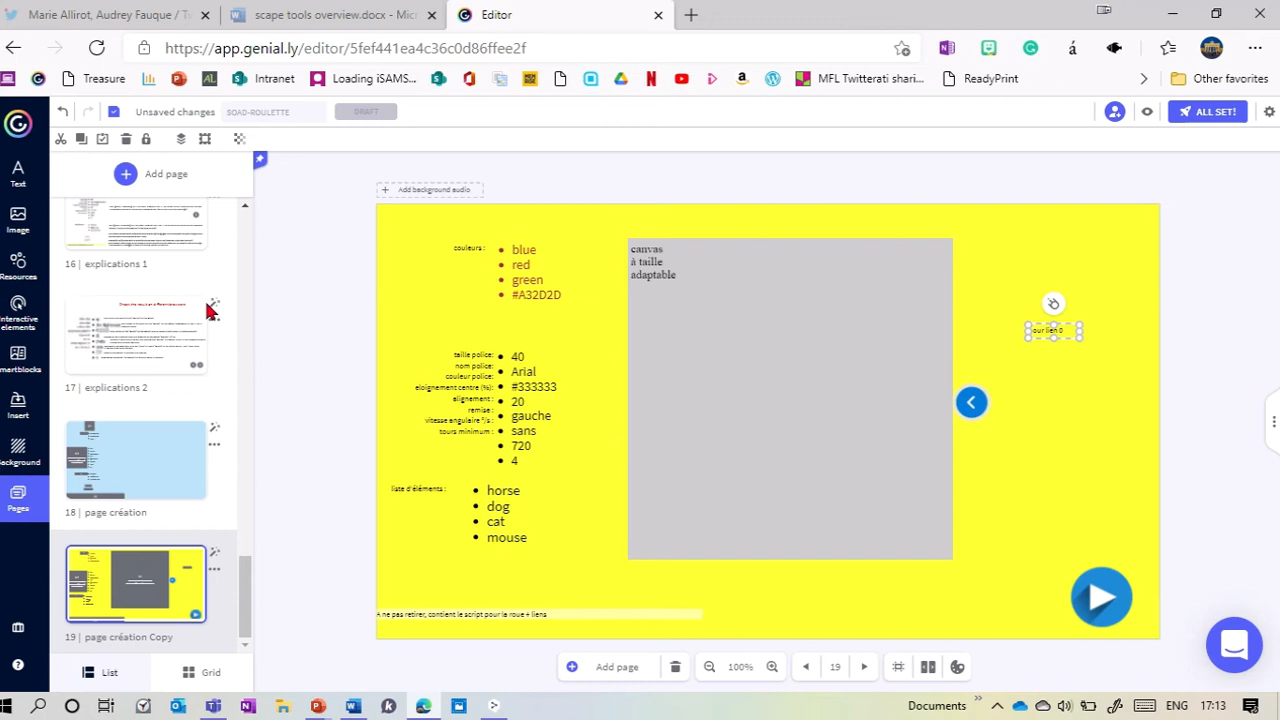 Marie Allirot, Audrey Fauque / Tw
scape tools overview.docx - Micr
Editor
https://app.genial.ly/editor/5fef441ea4c36c0d86ffee2f
Treasure
Intranet
Loading iSAMS...
MFL Twitterati shari...
ReadyPrint
Other favorites
Unsaved changes
SOAD-ROULETTE
DRAFT
ALL SET!
Add page
Text
Image
Resources
Interactive
elements
martblocks
Insert
Background
Pages
16 | explications 1
17 | explications 2
18 | page création
19 | page création Copy
List
Grid
+ Add background audio
couleurs :
• blue
• red
• green
• #A32D2D
taille police:
nom police:
couleur police:
eloignement centre (%):
alignement :
remise :
vitesse angulaire °/s :
tours minimum :
• 40
• Arial
• #333333
• 20
• gauche
• sans
• 720
• 4
liste d'éléments :
• horse
• dog
• cat
• mouse
A ne pas retirer, contient le script pour la roue + liens
canvas
à taille
adaptable
Add page
100%
19
Documents
ENG
17:13